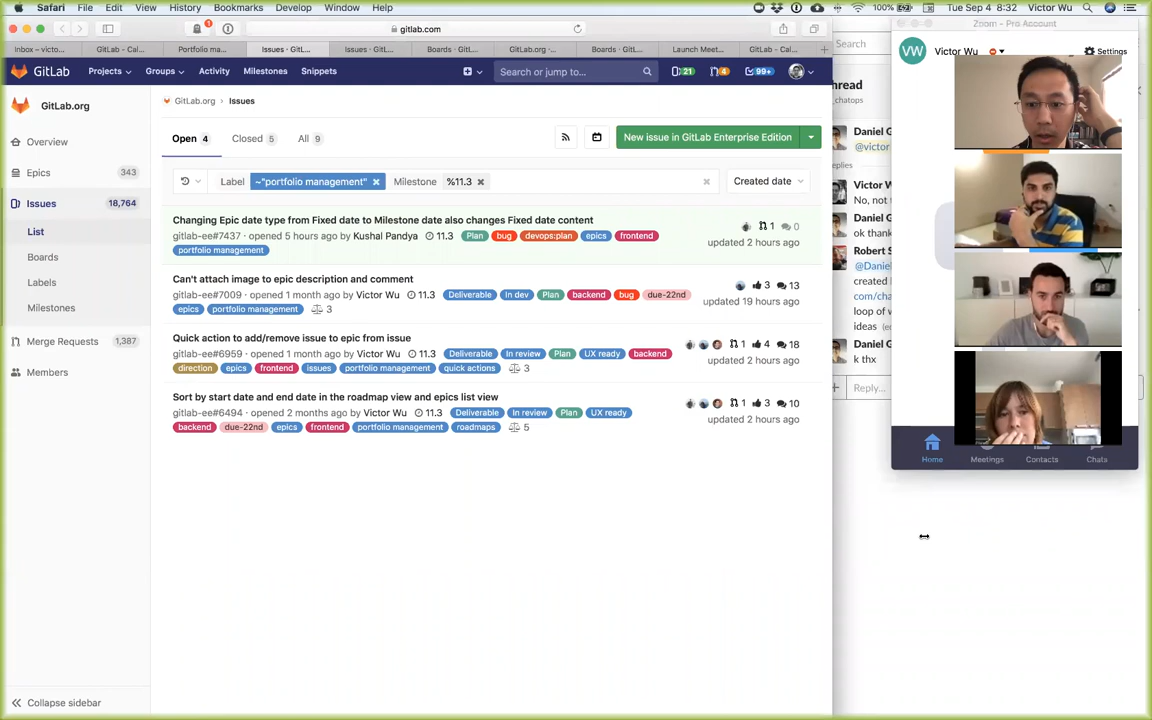 Safari File Edit View History Bookmarks Develop Window Help 100% Tue Sep 4 8:32 Victor Wu
gitlab.com
Inbox – victo... GitLab - Cal... Portfolio ma... Issues · GitL... Issues · GitL... Boards · GitL... GitLab.org ·... Boards · GitL... Launch Meet... GitLab - Cal...
GitLab Projects Groups Activity Milestones Snippets Search or jump to... 21 4 99+
GitLab.org
Overview
Epics 343
Issues 18,764
List
Boards
Labels
Milestones
Merge Requests 1,387
Members
Collapse sidebar
GitLab.org › Issues
Open 4 Closed 5 All 9
New issue in GitLab Enterprise Edition
Label ~"portfolio management" × Milestone %11.3 ×
Created date
Changing Epic date type from Fixed date to Milestone date also changes Fixed date content
gitlab-ee#7437 · opened 5 hours ago by Kushal Pandya 11.3 Plan bug devops:plan epics frontend
portfolio management
1 0
updated 2 hours ago
Can't attach image to epic description and comment
gitlab-ee#7009 · opened 1 month ago by Victor Wu 11.3 Deliverable In dev Plan backend bug due-22nd
epics portfolio management 3
3 13
updated 19 hours ago
Quick action to add/remove issue to epic from issue
gitlab-ee#6959 · opened 1 month ago by Victor Wu 11.3 Deliverable In review Plan UX ready backend
direction epics frontend issues portfolio management quick actions 3
1 4 18
updated 2 hours ago
Sort by start date and end date in the roadmap view and epics list view
gitlab-ee#6494 · opened 2 months ago by Victor Wu 11.3 Deliverable In review Plan UX ready
backend due-22nd epics frontend portfolio management roadmaps 5
1 3 10
updated 2 hours ago
Search
hread
_chatops
Daniel G
@victor
eplies
Victor W
No, not t
Daniel G
ok thank
Robert S
@Danie
created
com/cha
loop of w
ideas (
Daniel G
k thx
Reply...
Zoom - Pro Account
VW Victor Wu Settings
Home Meetings Contacts Chats